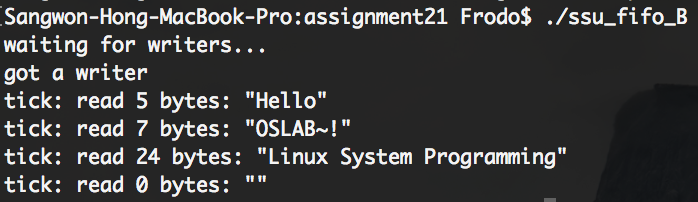 Sangwon-Hong-MacBook-Pro:assignment21 Frodo$ ./ssu_fifo_B
waiting for writers...
got a writer
tick: read 5 bytes: "Hello"
tick: read 7 bytes: "OSLAB~!"
tick: read 24 bytes: "Linux System Programming"
tick: read 0 bytes: ""